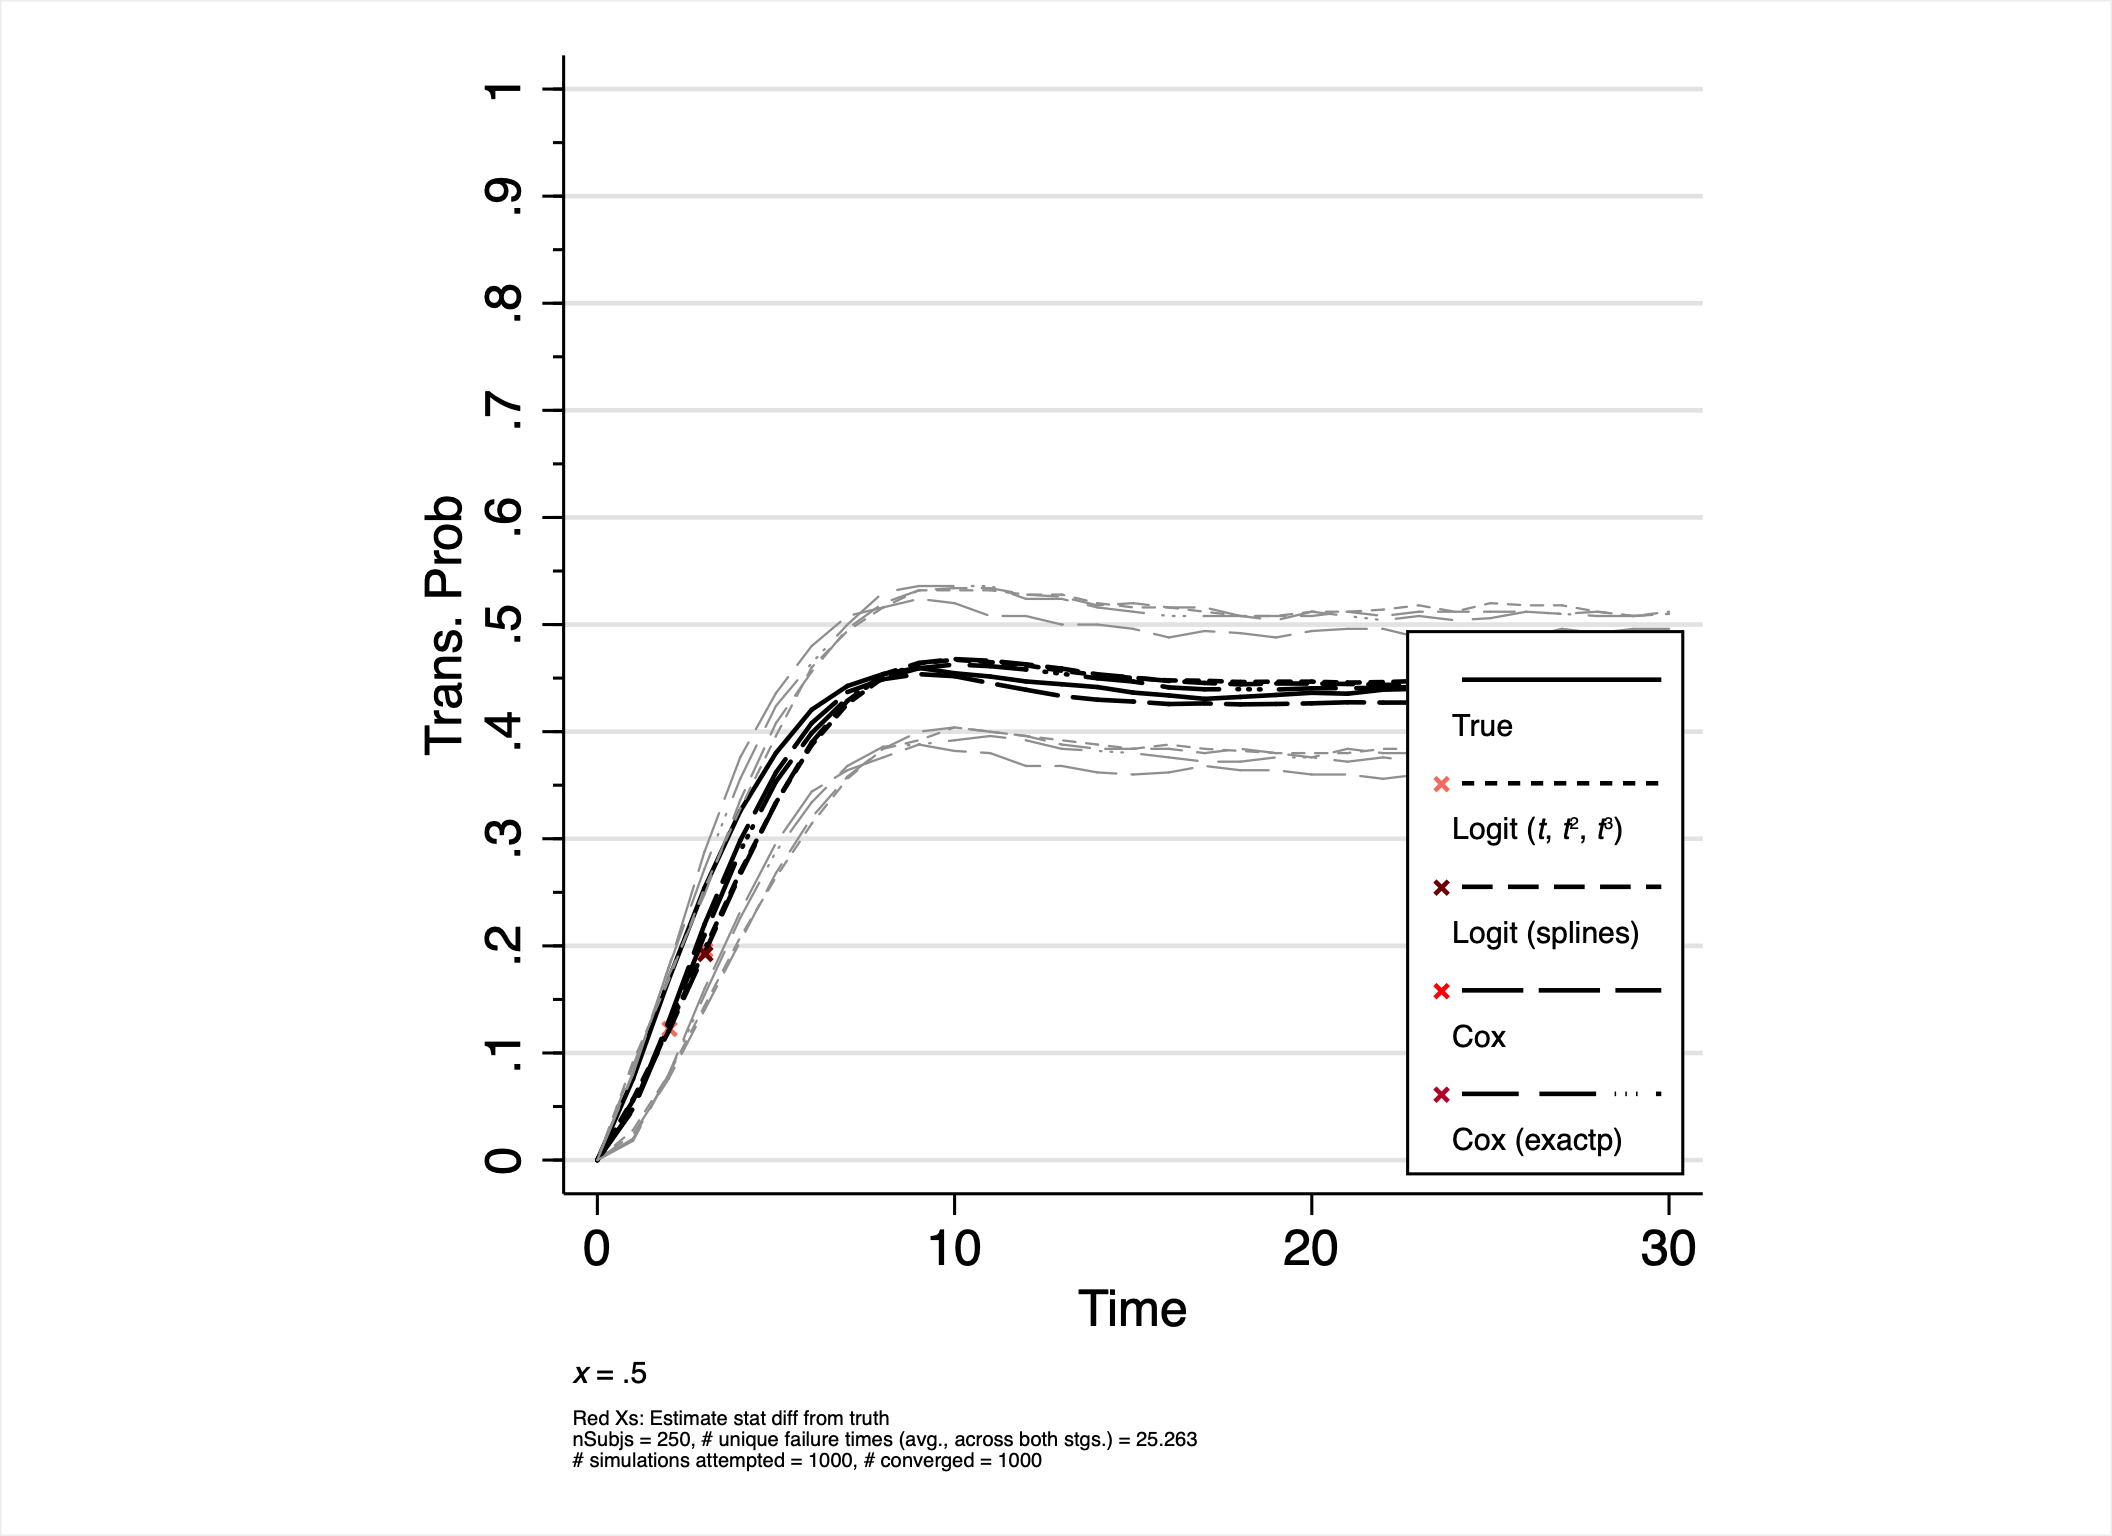 1
.9
.8
.7
.6
.5
.4
.3
.2
.1
0
Trans. Prob
True
Logit (t, t², t³)
Logit (splines)
Cox
Cox (exactp)
0 10 20 30
Time
x = .5
Red Xs: Estimate stat diff from truth
nSubjs = 250, # unique failure times (avg., across both stgs.) = 25.263
# simulations attempted = 1000, # converged = 1000